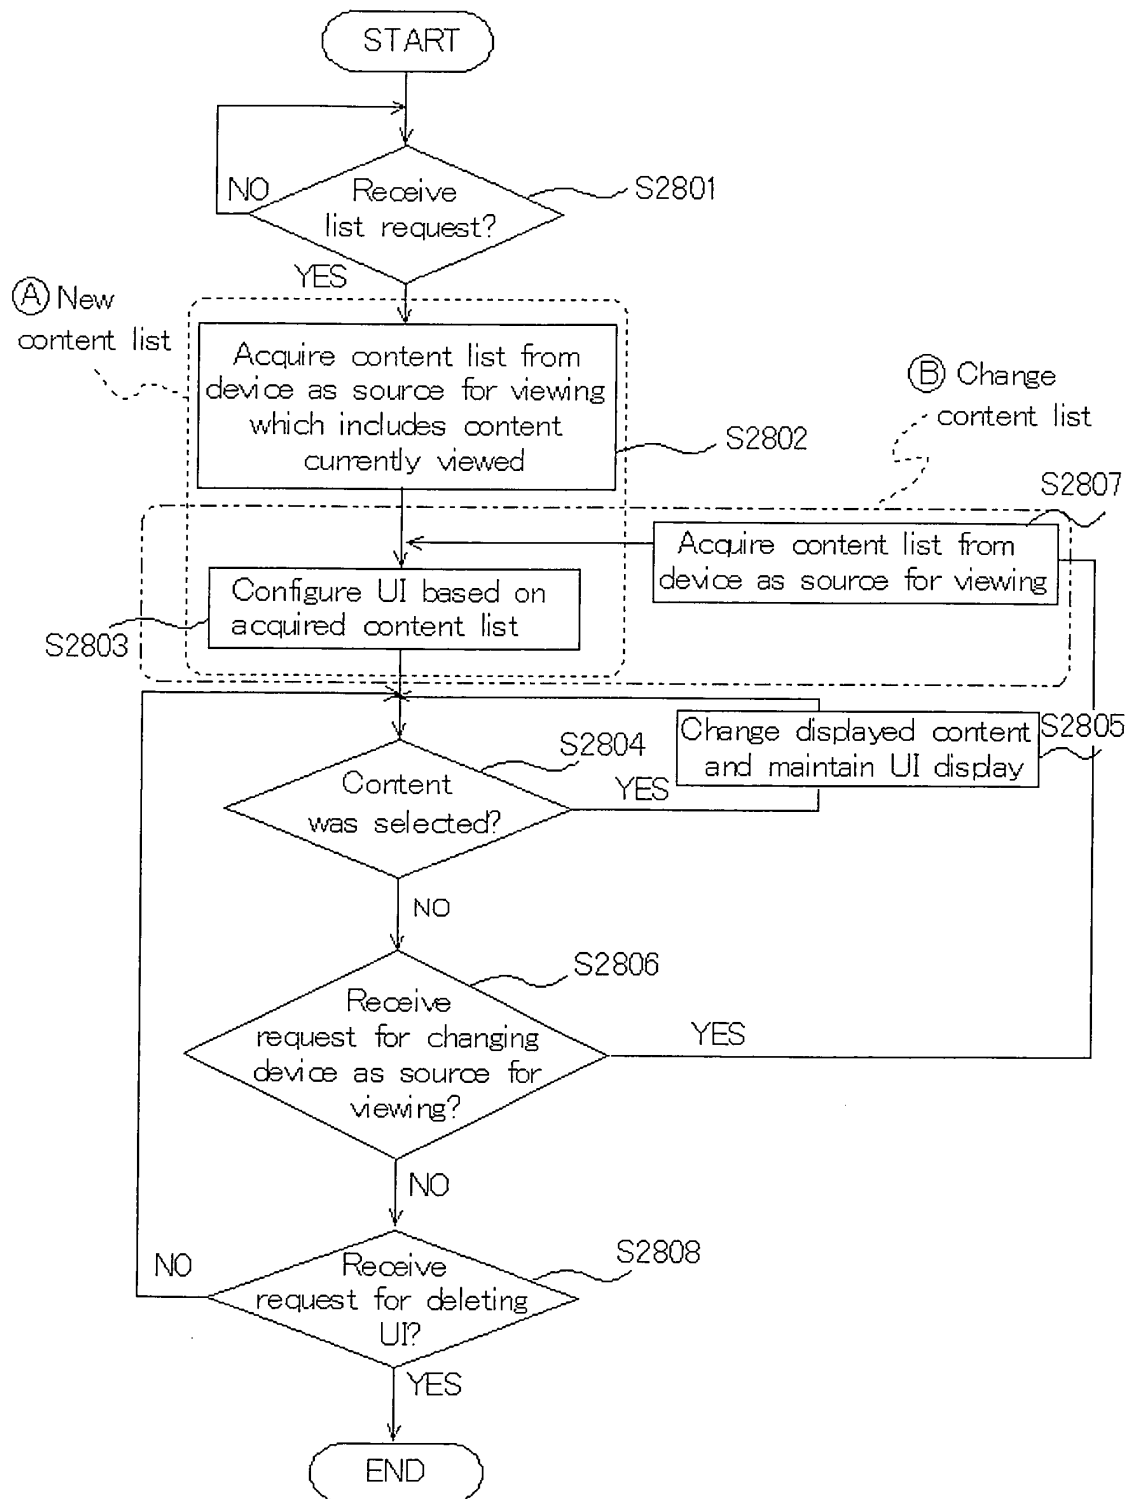 START
NO
Receive
list request?
S2801
YES
Ⓐ New
content list
Acquire content list from
device as source for viewing
which includes content
currently viewed
S2802
Ⓑ Change
content list
S2807
Acquire content list from
device as source for viewing
Configure UI based on
acquired content list
S2803
Change displayed content
and maintain UI display
S2805
S2804
Content
was selected?
YES
NO
S2806
Receive
request for changing
device as source for
viewing?
YES
NO
S2808
NO
Receive
request for deleting
UI?
YES
END